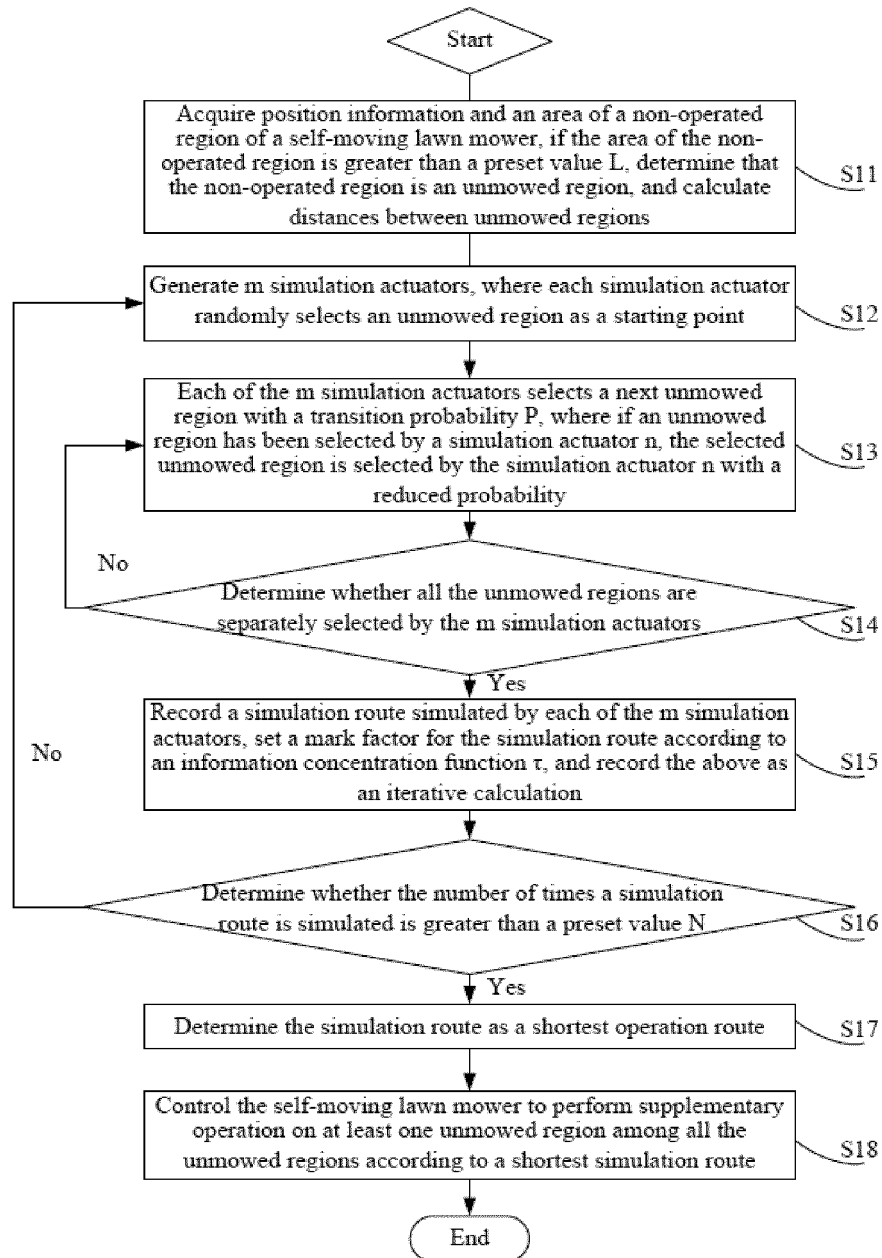 Start
Acquire position information and an area of a non-operated
region of a self-moving lawn mower, if the area of the non-
operated region is greater than a preset value L, determine that
the non-operated region is an unmowed region, and calculate
distances between unmowed regions
S11
Generate m simulation actuators, where each simulation actuator
randomly selects an unmowed region as a starting point
S12
Each of the m simulation actuators selects a next unmowed
region with a transition probability P, where if an unmowed
region has been selected by a simulation actuator n, the selected
unmowed region is selected by the simulation actuator n with a
reduced probability
S13
No
Determine whether all the unmowed regions are
separately selected by the m simulation actuators
S14
Yes
Record a simulation route simulated by each of the m simulation
actuators, set a mark factor for the simulation route according to
an information concentration function τ, and record the above as
an iterative calculation
S15
No
Determine whether the number of times a simulation
route is simulated is greater than a preset value N
S16
Yes
Determine the simulation route as a shortest operation route
S17
Control the self-moving lawn mower to perform supplementary
operation on at least one unmowed region among all the
unmowed regions according to a shortest simulation route
S18
End